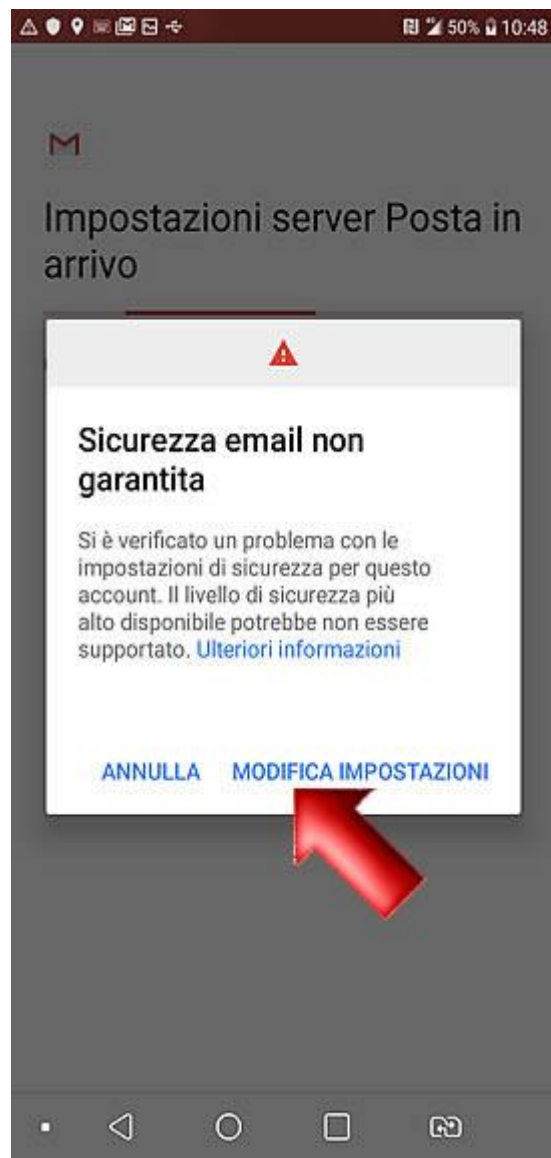 50% 10:48
Impostazioni server Posta in
arrivo
Sicurezza email non
garantita
Si è verificato un problema con le
impostazioni di sicurezza per questo
account. Il livello di sicurezza più
alto disponibile potrebbe non essere
supportato. Ulteriori informazioni
ANNULLA MODIFICA IMPOSTAZIONI